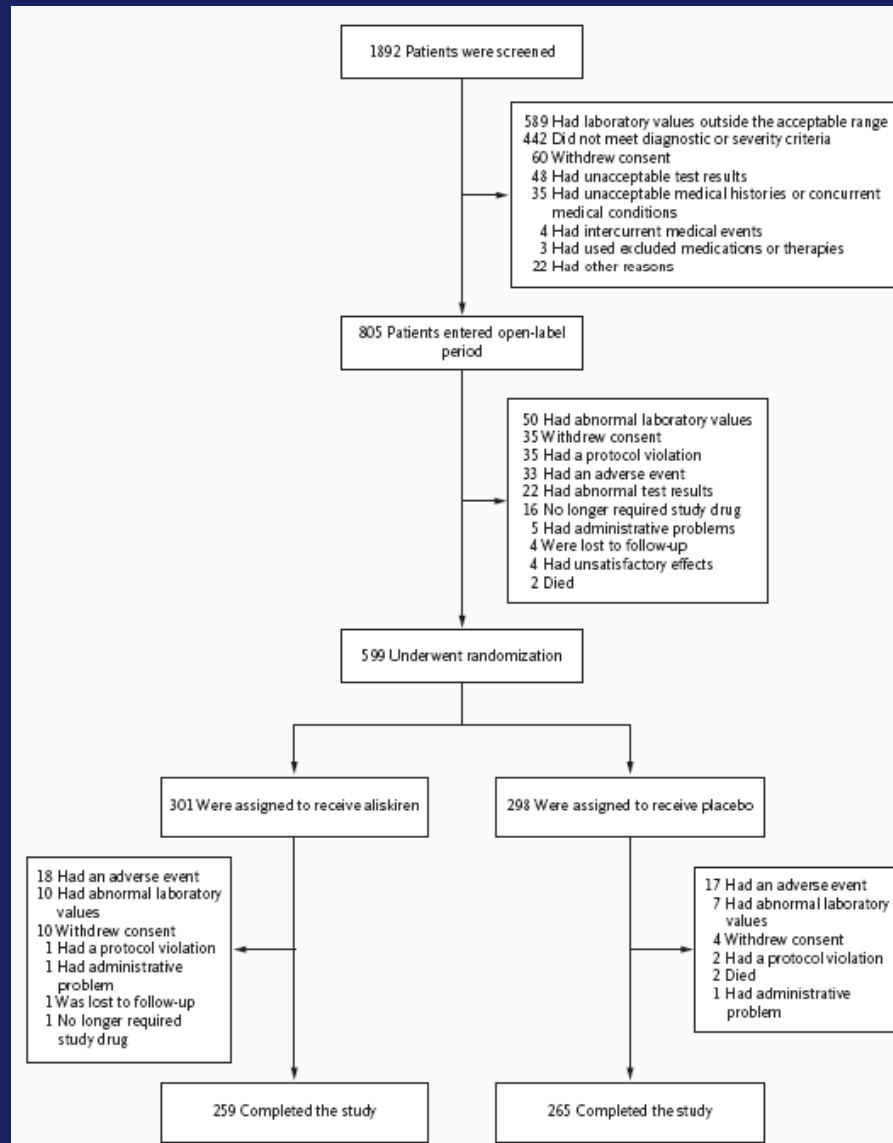 1892 Patients were screened
589 Had laboratory values outside the acceptable range
442 Did not meet diagnostic or severity criteria
60 Withdrew consent
48 Had unacceptable test results
35 Had unacceptable medical histories or concurrent
medical conditions
4 Had intercurrent medical events
3 Had used excluded medications or therapies
22 Had other reasons
805 Patients entered open-label
period
50 Had abnormal laboratory values
35 Withdrew consent
35 Had a protocol violation
33 Had an adverse event
22 Had abnormal test results
16 No longer required study drug
5 Had administrative problems
4 Were lost to follow-up
4 Had unsatisfactory effects
2 Died
599 Underwent randomization
301 Were assigned to receive aliskiren
298 Were assigned to receive placebo
18 Had an adverse event
10 Had abnormal laboratory
values
10 Withdrew consent
1 Had a protocol violation
1 Had administrative
problem
1 Was lost to follow-up
1 No longer required
study drug
17 Had an adverse event
7 Had abnormal laboratory
values
4 Withdrew consent
2 Had a protocol violation
2 Died
1 Had administrative
problem
259 Completed the study
265 Completed the study